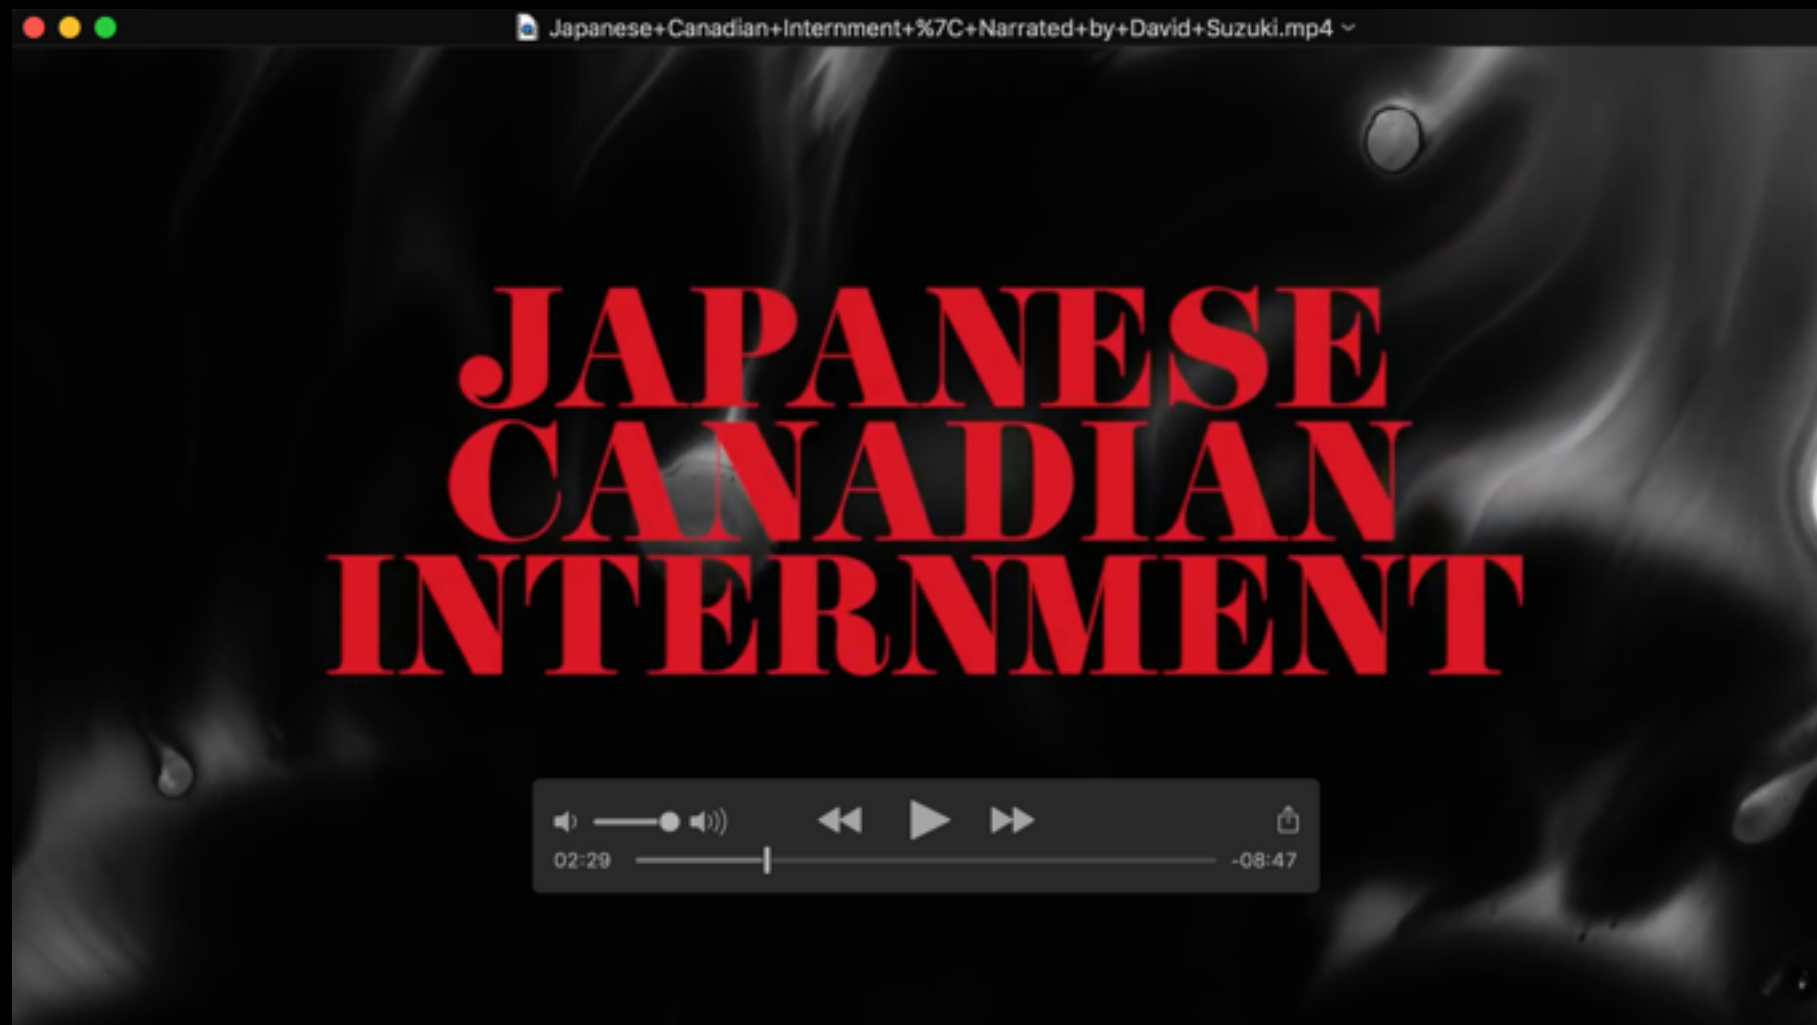 Japanese+Canadian+Internment+%7C+Narrated+by+David+Suzuki.mp4
JAPANESE
CANADIAN
INTERNMENT
02:29
-08:47